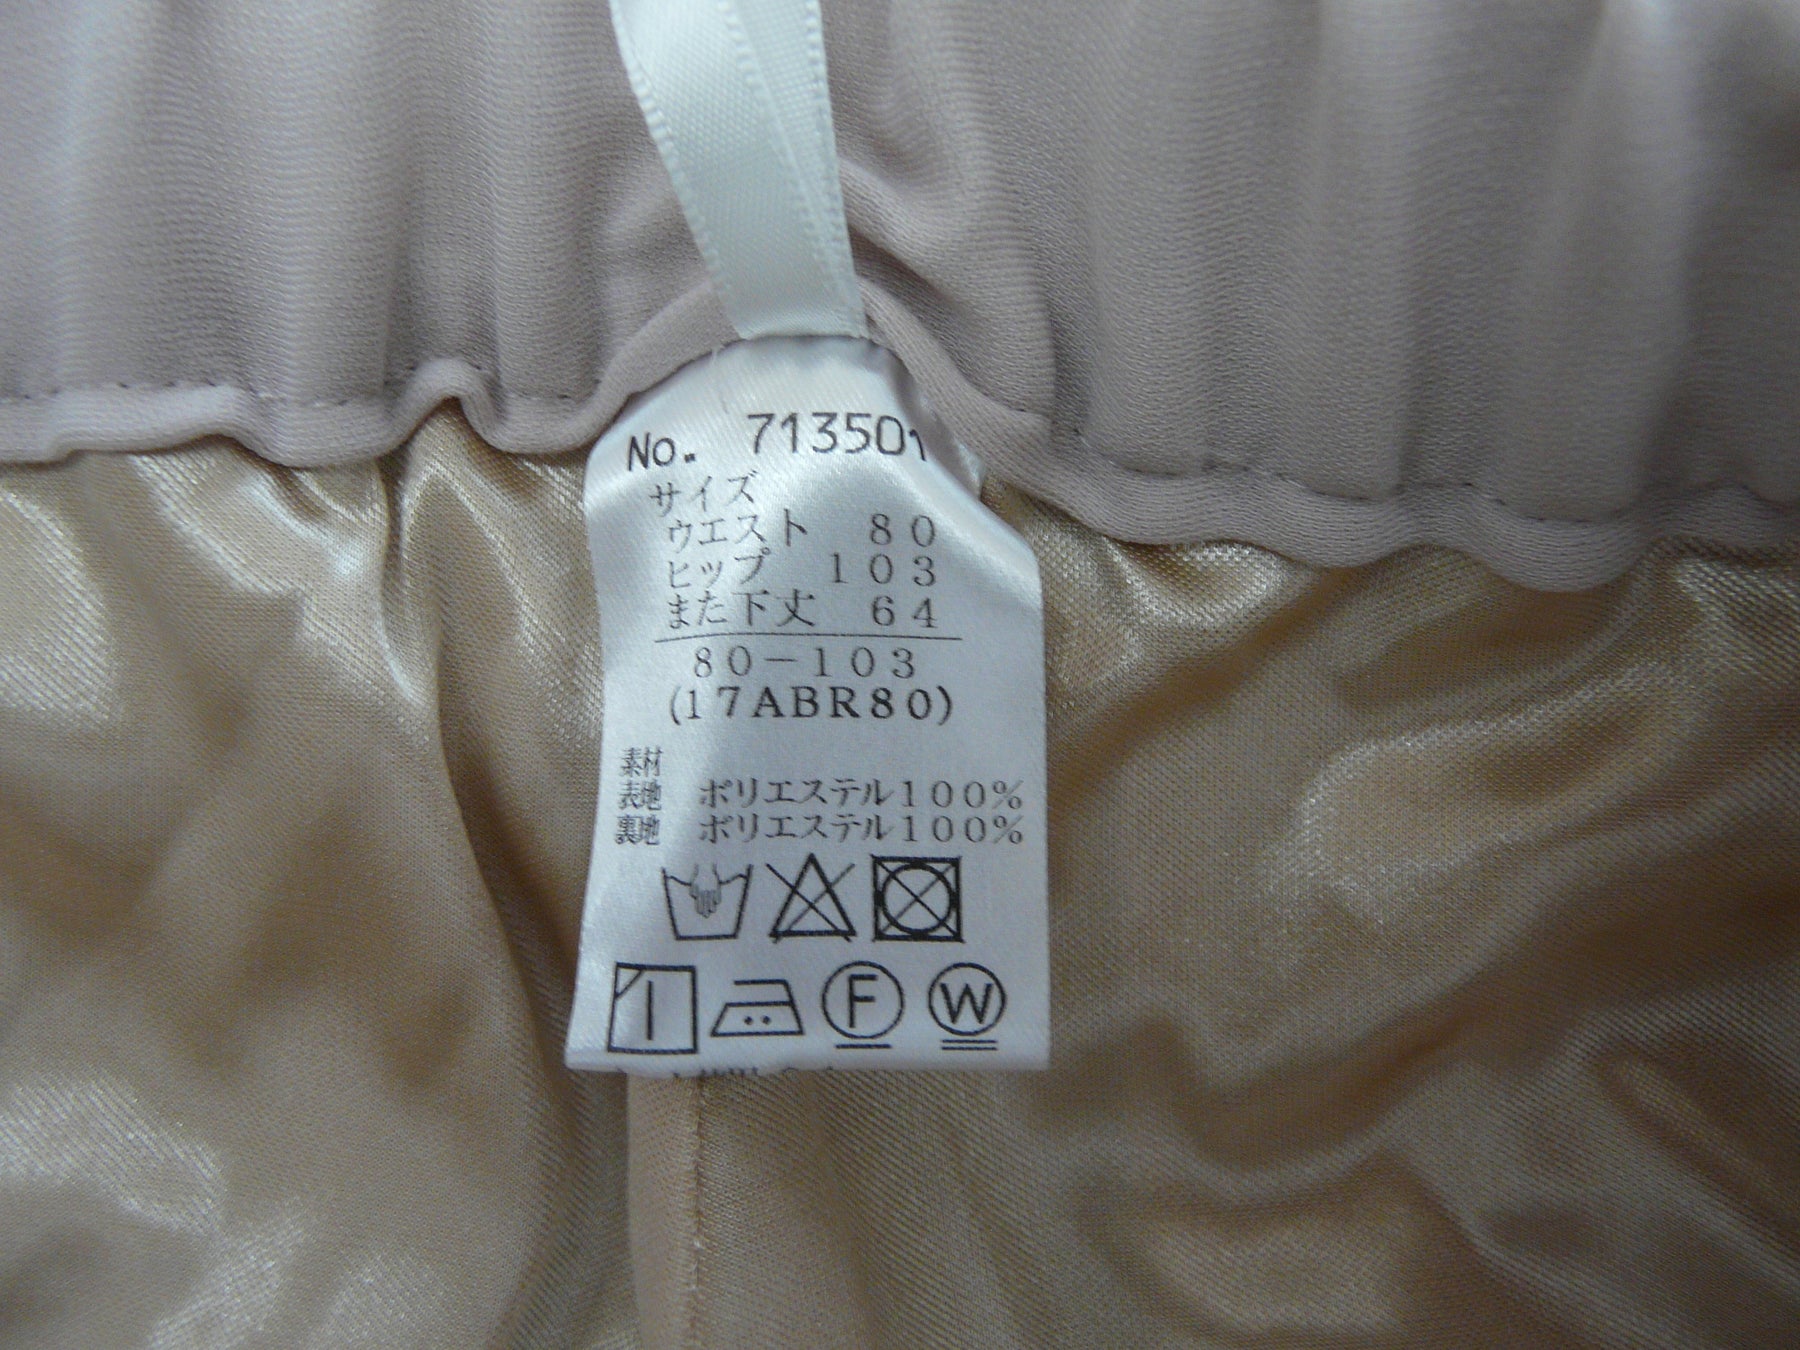 No. 713501
サイズ
ウエスト 80
ヒップ 103
また下丈 64
80-103
(17ABR80)
素材
表地 ポリエステル100%
裏地 ポリエステル100%
F W